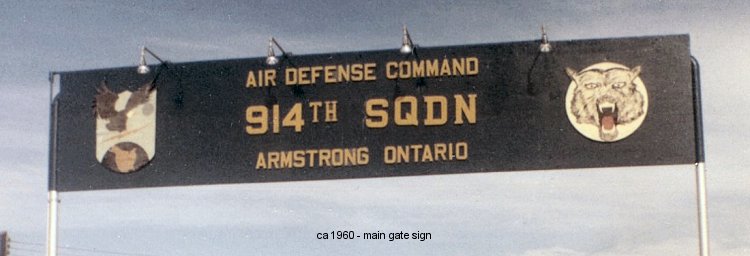 AIR DEFENSE COMMAND
914TH SQDN
ARMSTRONG ONTARIO
ca 1960 - main gate sign